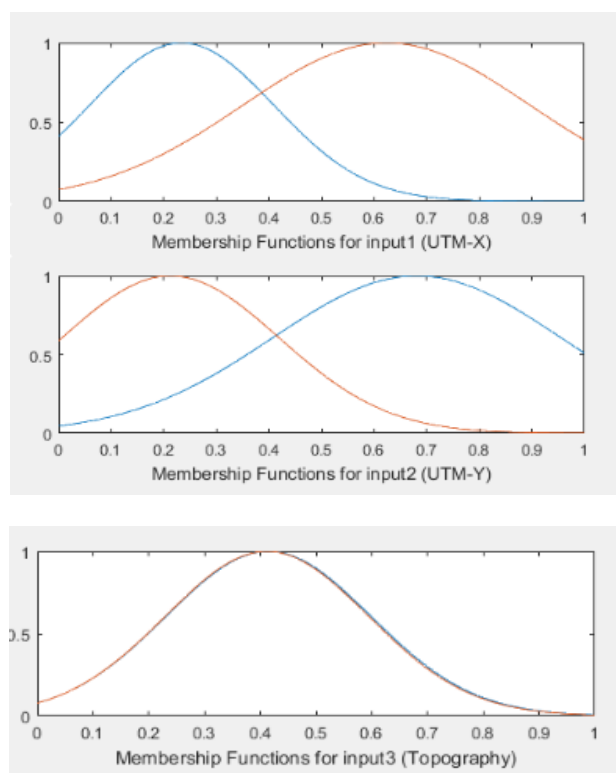 1
0.5
0
0 0.1 0.2 0.3 0.4 0.5 0.6 0.7 0.8 0.9 1
Membership Functions for input1 (UTM-X)
1
0.5
0
0 0.1 0.2 0.3 0.4 0.5 0.6 0.7 0.8 0.9 1
Membership Functions for input2 (UTM-Y)
1
0.5
0
0 0.1 0.2 0.3 0.4 0.5 0.6 0.7 0.8 0.9 1
Membership Functions for input3 (Topography)